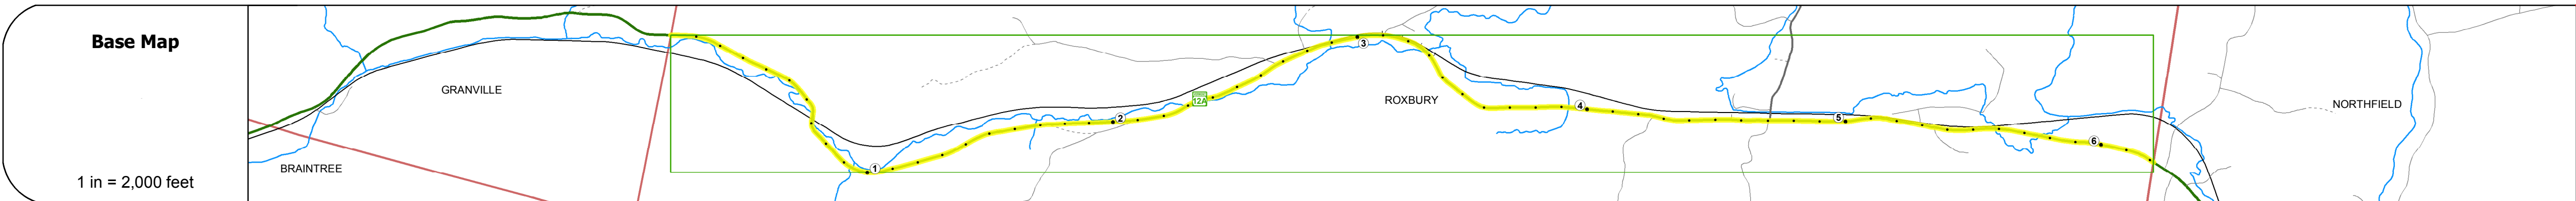 Base Map
1 in = 2,000 feet
GRANVILLE
BRAINTREE
1
2
12A
3
ROXBURY
4
5
6
NORTHFIELD